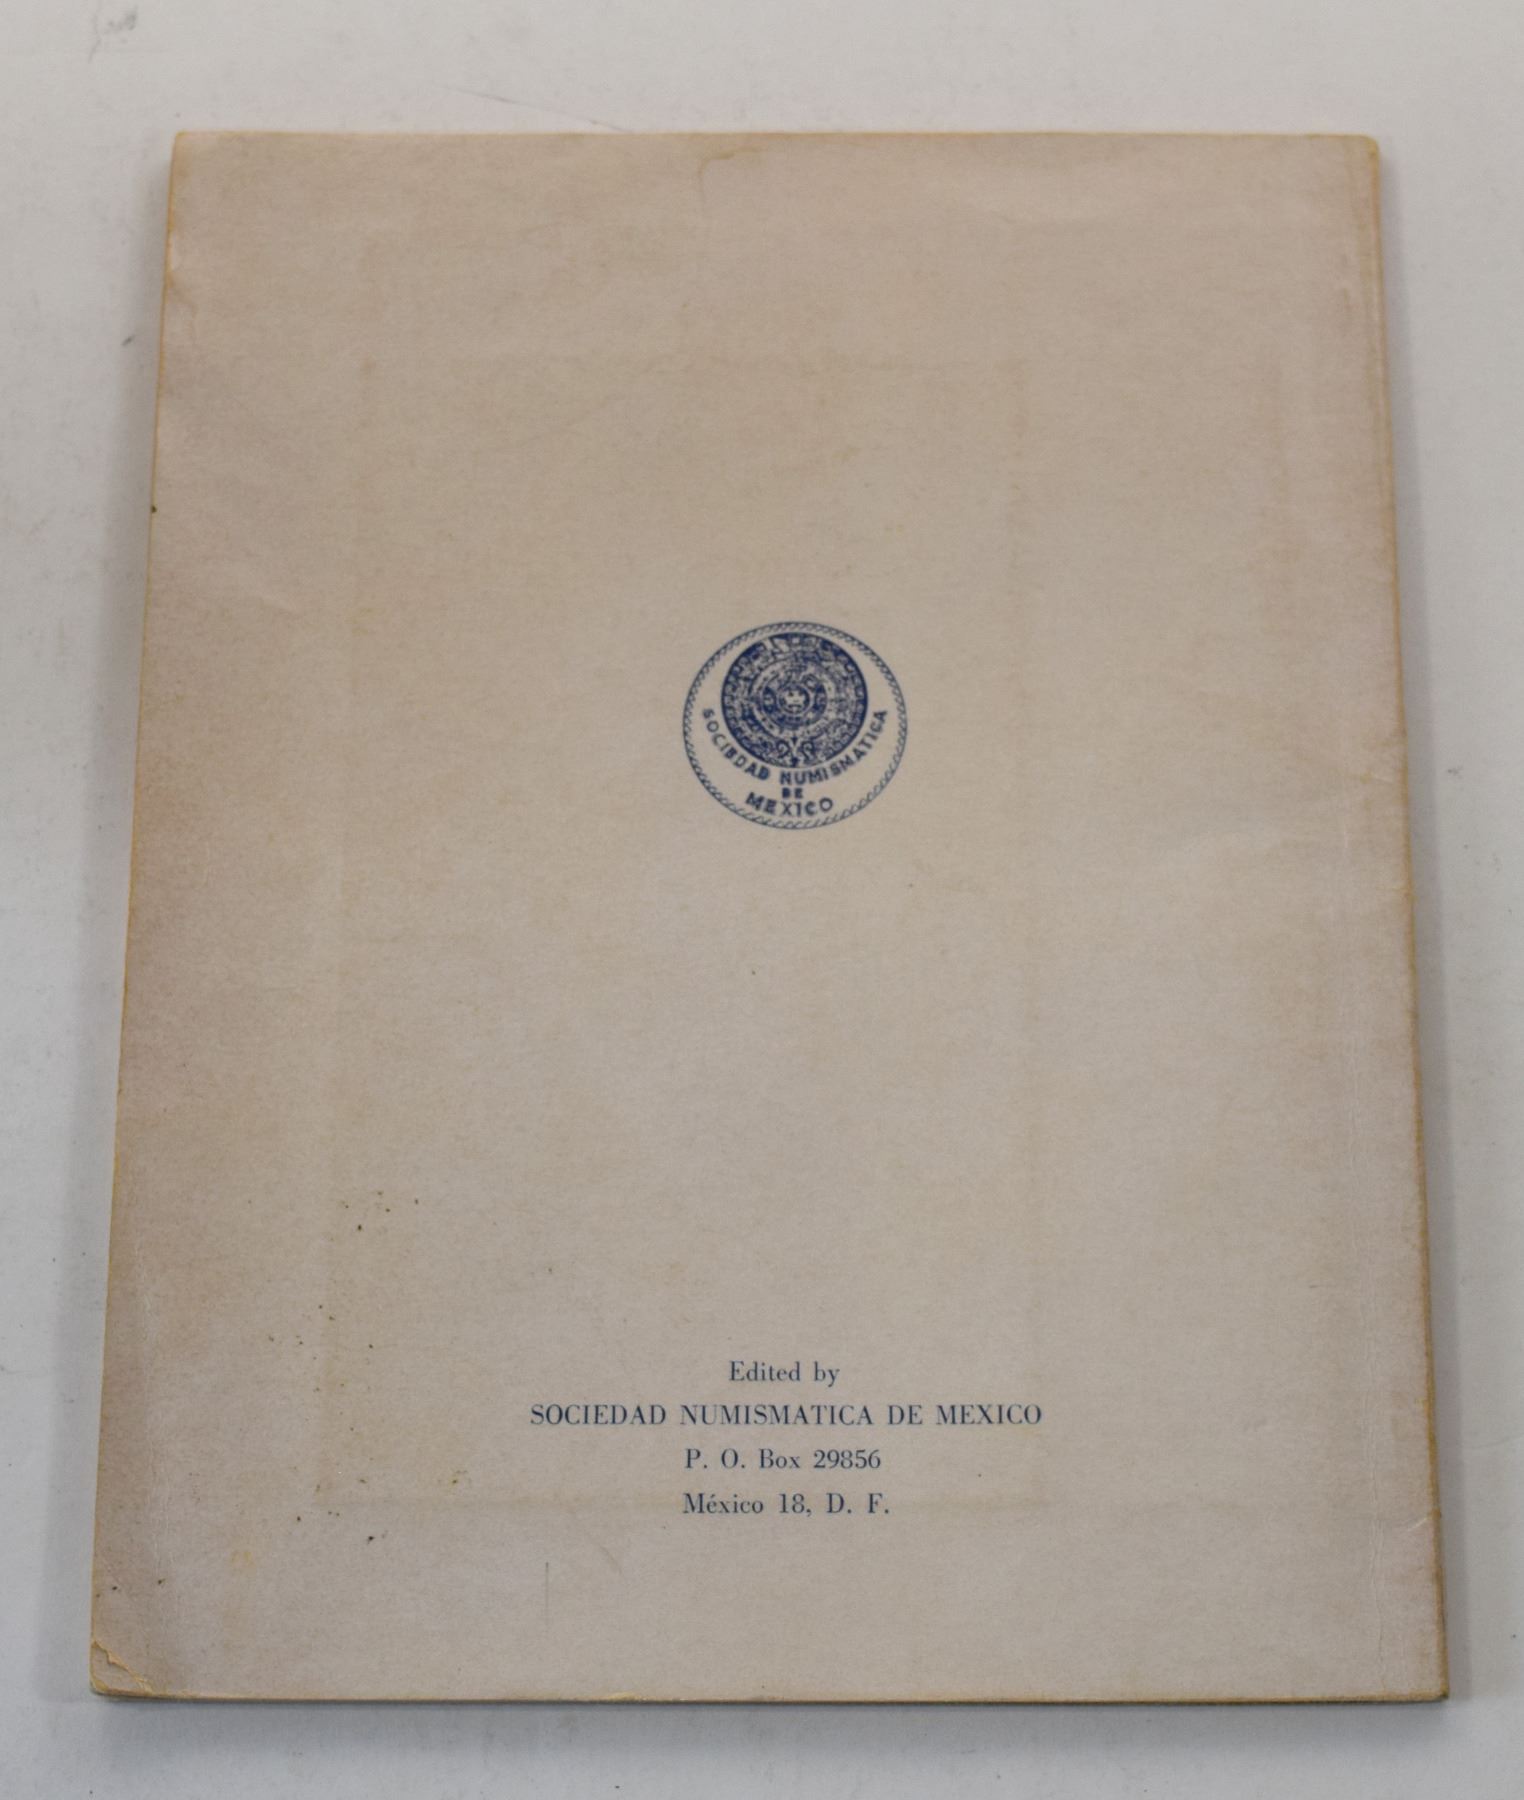 SOCIEDAD NUMISMATICA
DE
MEXICO
Edited by
SOCIEDAD NUMISMATICA DE MEXICO
P. O. Box 29856
México 18, D. F.